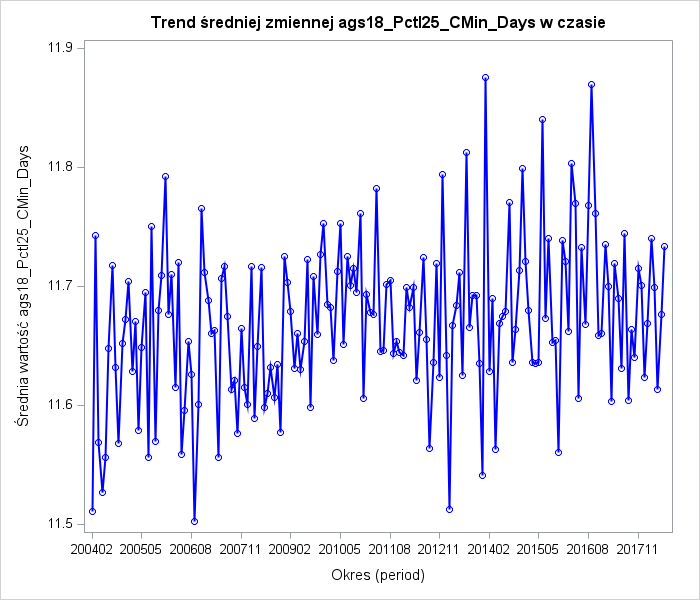 Trend średniej zmiennej ags18_Pctl25_CMin_Days w czasie
Średnia wartość ags18_Pctl25_CMin_Days
11.9
11.8
11.7
11.6
11.5
200402 200505 200608 200711 200902 201005 201108 201211 201402 201505 201608 201711
Okres (period)